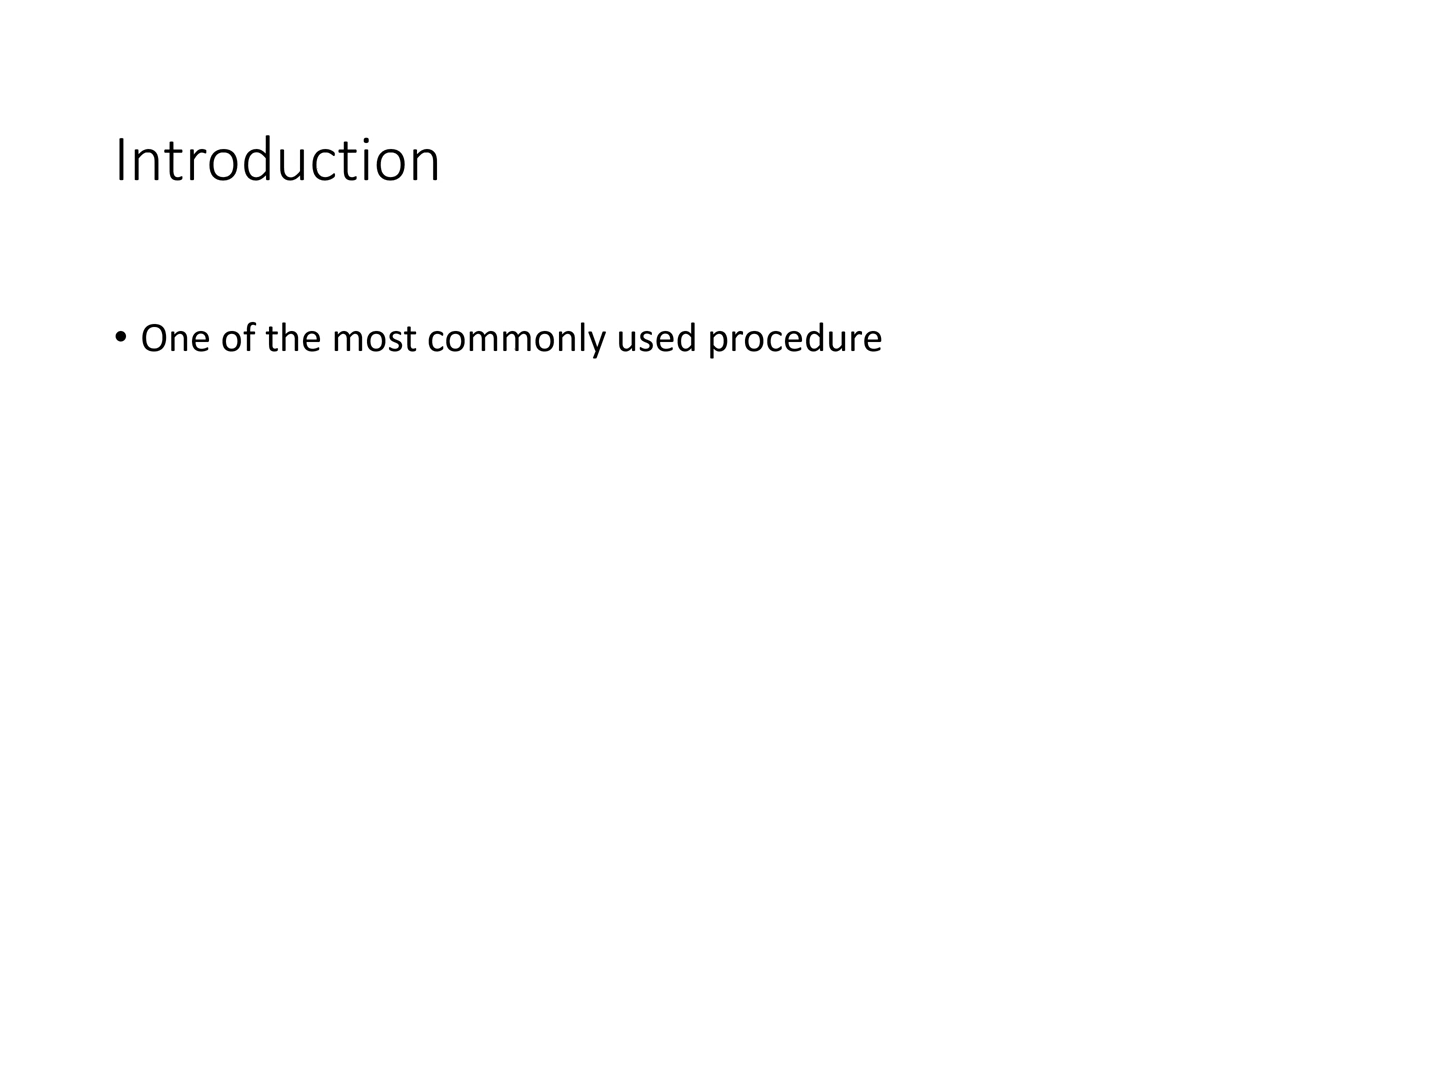 Introduction
• One of the most commonly used procedure